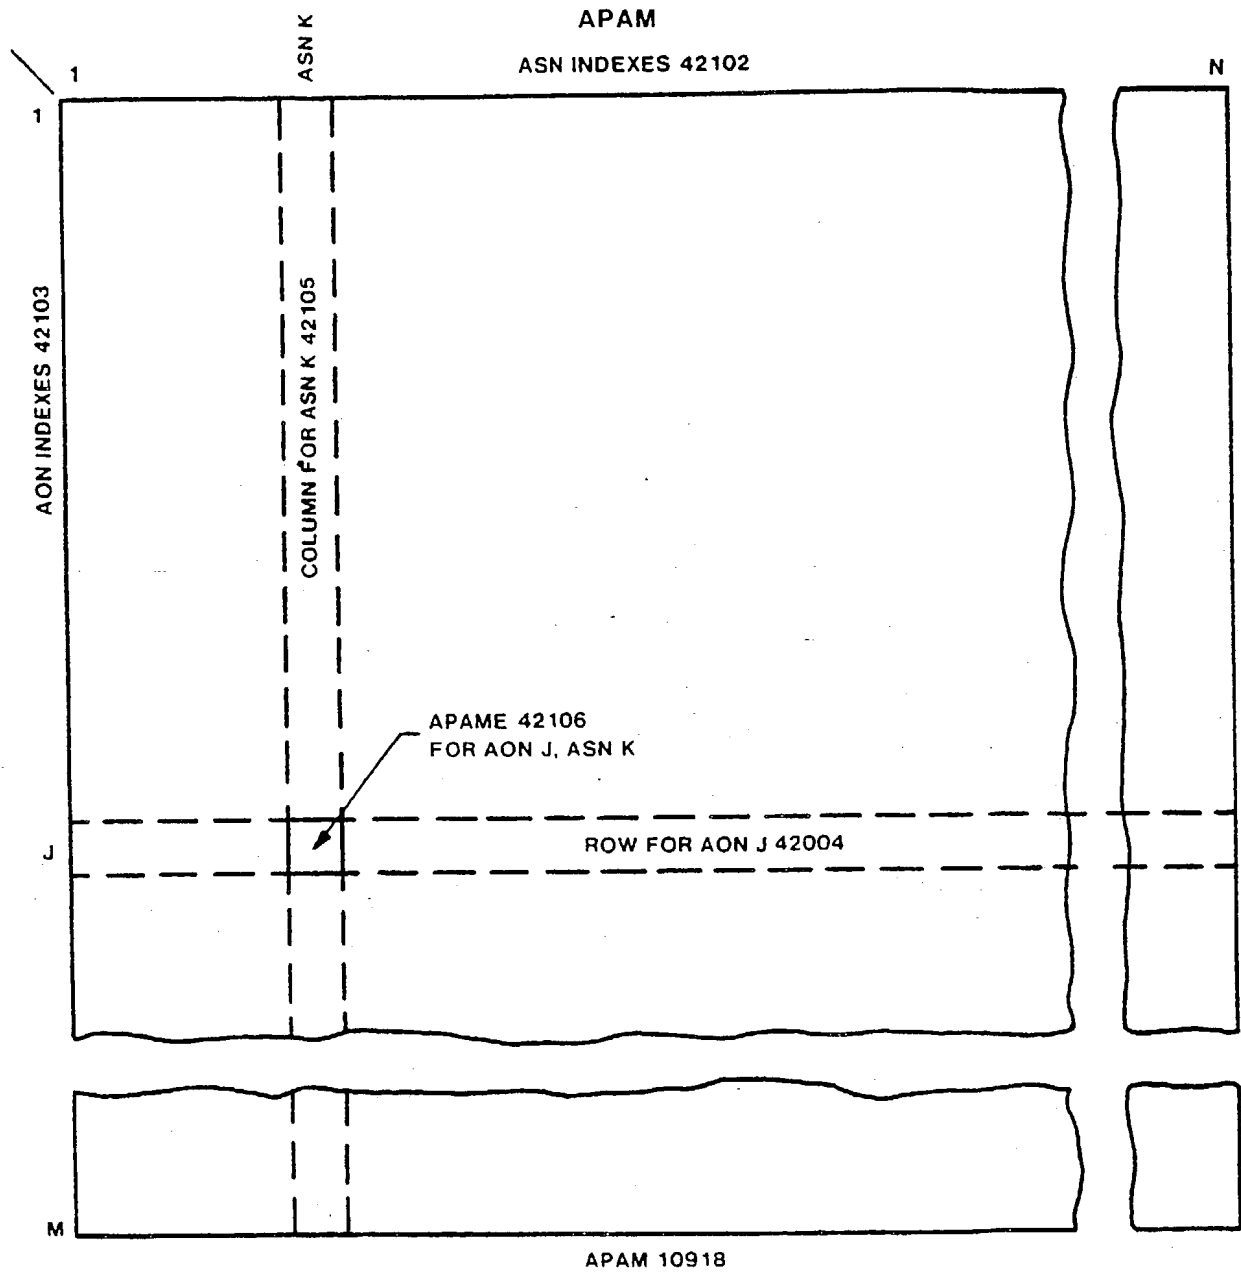 APAM
ASN K
ASN INDEXES 42102
1
N
1
AON INDEXES 42103
COLUMN FOR ASN K 42105
APAME 42106
FOR AON J, ASN K
J
ROW FOR AON J 42004
M
APAM 10918